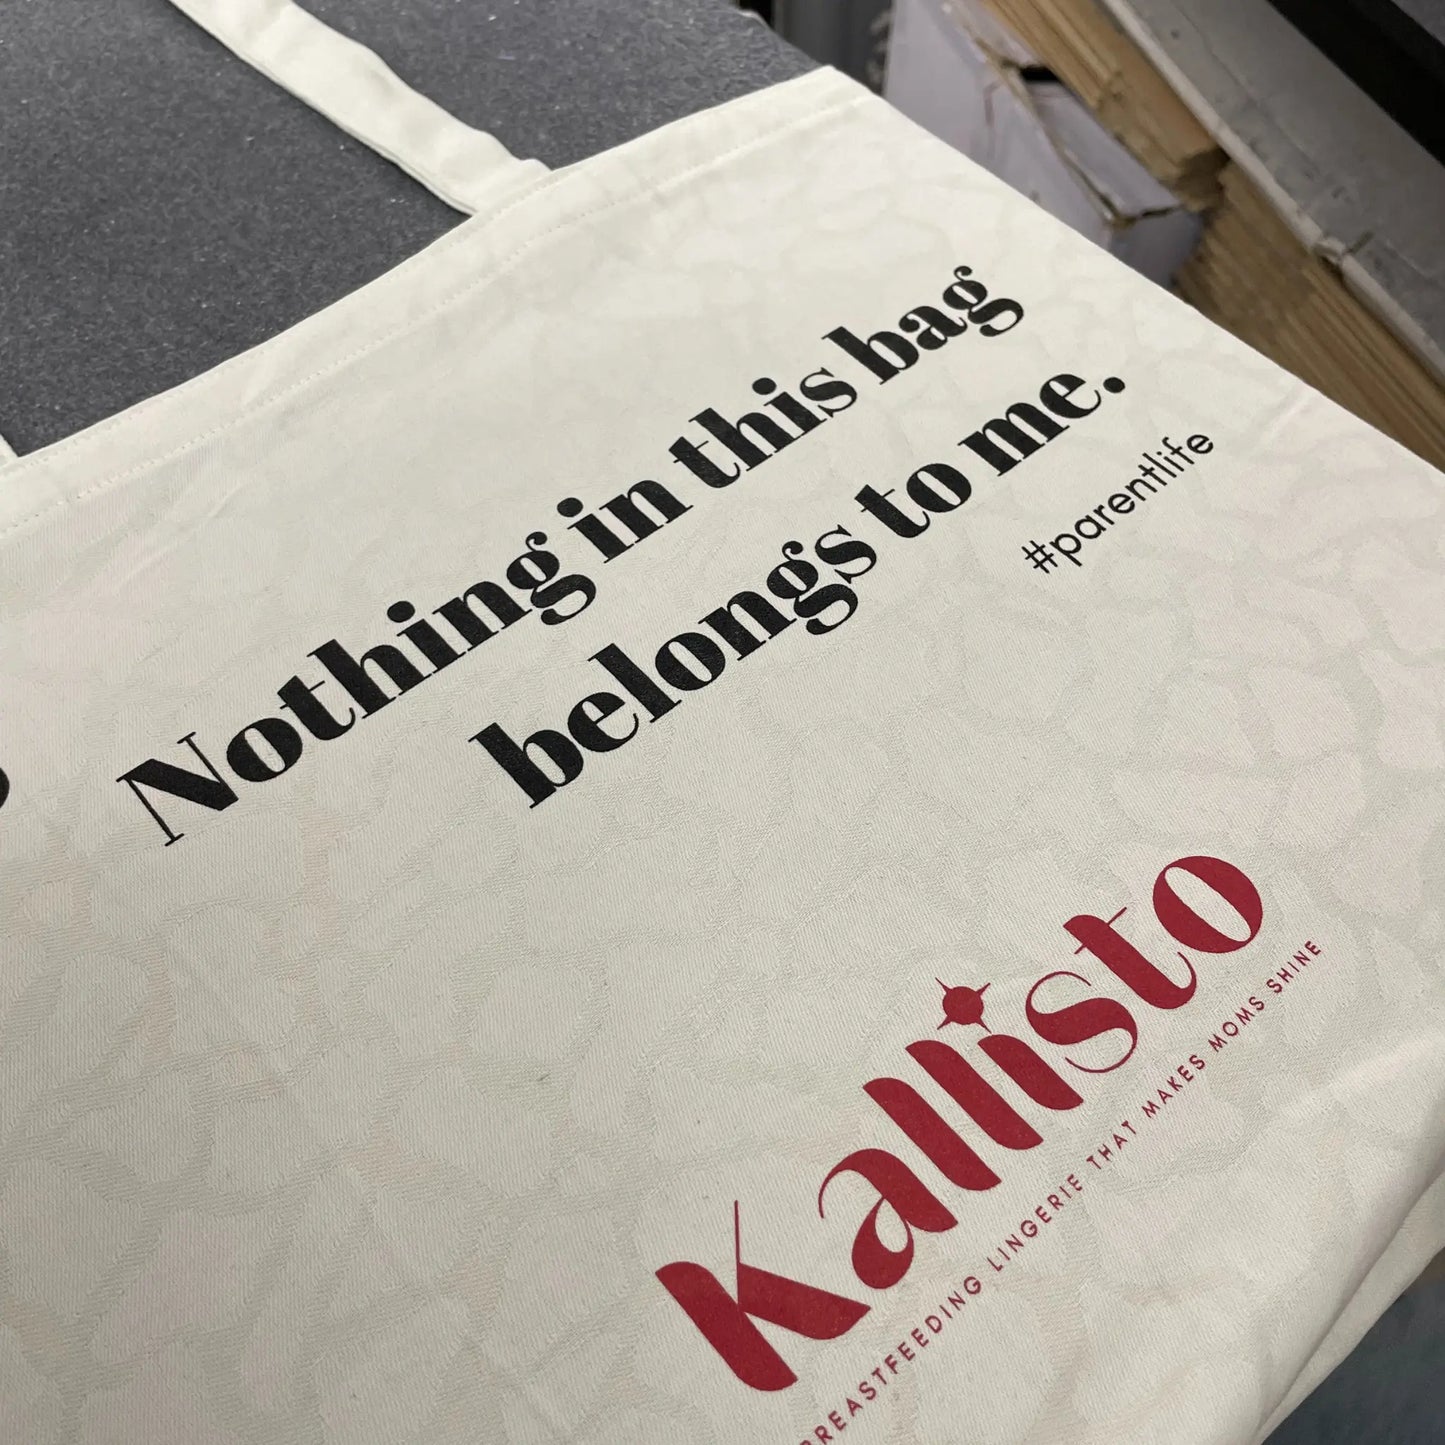 Nothing in this bag
belongs to me.
#parentlife
Kallisto
BREASTFEEDING LINGERIE THAT MAKES MOMS SHINE